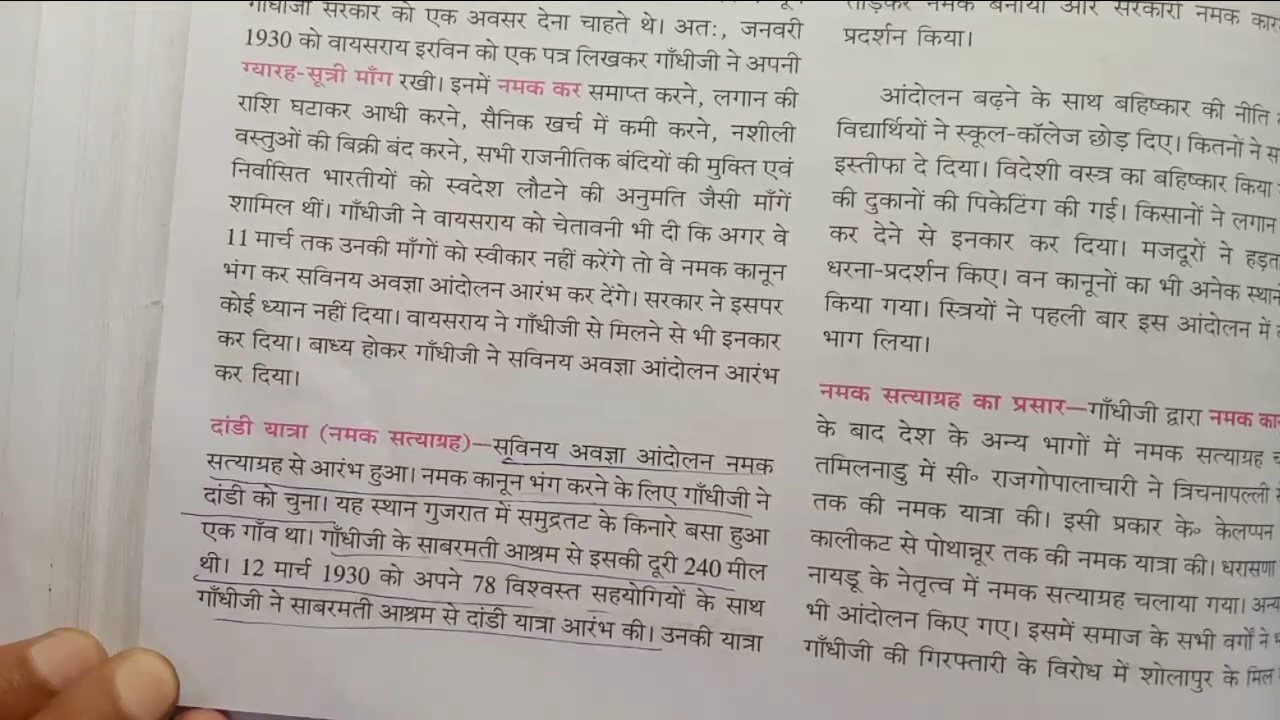 गाँधीजी सरकार को एक अवसर देना चाहते थे। अतः, जनवरी
1930 को वायसराय इरविन को एक पत्र लिखकर गाँधीजी ने अपनी
ग्यारह-सूत्री माँग रखी। इनमें नमक कर समाप्त करने, लगान की
राशि घटाकर आधी करने, सैनिक खर्च में कमी करने, नशीली
वस्तुओं की बिक्री बंद करने, सभी राजनीतिक बंदियों की मुक्ति एवं
निर्वासित भारतीयों को स्वदेश लौटने की अनुमति जैसी माँगें
शामिल थीं। गाँधीजी ने वायसराय को चेतावनी भी दी कि अगर वे
11 मार्च तक उनकी माँगों को स्वीकार नहीं करेंगे तो वे नमक कानून
भंग कर सविनय अवज्ञा आंदोलन आरंभ कर देंगे। सरकार ने इसपर
कोई ध्यान नहीं दिया। वायसराय ने गाँधीजी से मिलने से भी इनकार
कर दिया। बाध्य होकर गाँधीजी ने सविनय अवज्ञा आंदोलन आरंभ
कर दिया।
दांडी यात्रा (नमक सत्याग्रह)—सविनय अवज्ञा आंदोलन नमक
सत्याग्रह से आरंभ हुआ। नमक कानून भंग करने के लिए गाँधीजी ने
दांडी को चुना। यह स्थान गुजरात में समुद्रतट के किनारे बसा हुआ
एक गाँव था। गाँधीजी के साबरमती आश्रम से इसकी दूरी 240 मील
थी। 12 मार्च 1930 को अपने 78 विश्वस्त सहयोगियों के साथ
गाँधीजी ने साबरमती आश्रम से दांडी यात्रा आरंभ की। उनकी यात्रा
तोड़कर नमक बनाया और सरकारी नमक
प्रदर्शन किया।
आंदोलन बढ़ने के साथ बहिष्कार की नीति
विद्यार्थियों ने स्कूल-कॉलेज छोड़ दिए। कितनों ने
इस्तीफा दे दिया। विदेशी वस्त्र का बहिष्कार किया
की दुकानों की पिकेटिंग की गई। किसानों ने लगान
कर देने से इनकार कर दिया। मजदूरों ने
धरना-प्रदर्शन किए। वन कानूनों का भी अनेक
किया गया। स्त्रियों ने पहली बार इस आंदोलन में
भाग लिया।
नमक सत्याग्रह का प्रसार—गाँधीजी द्वारा नमक
के बाद देश के अन्य भागों में नमक सत्याग्रह
तमिलनाडु में सी० राजगोपालाचारी ने त्रिचनापल्ली
तक की नमक यात्रा की। इसी प्रकार के० केलप्पन
कालीकट से पोथान्नूर तक की नमक यात्रा की। धरासणा
नायडू के नेतृत्व में नमक सत्याग्रह चलाया गया।
भी आंदोलन किए गए। इसमें समाज के सभी वर्गों ने
गाँधीजी की गिरफ्तारी के विरोध में शोलापुर के मिल